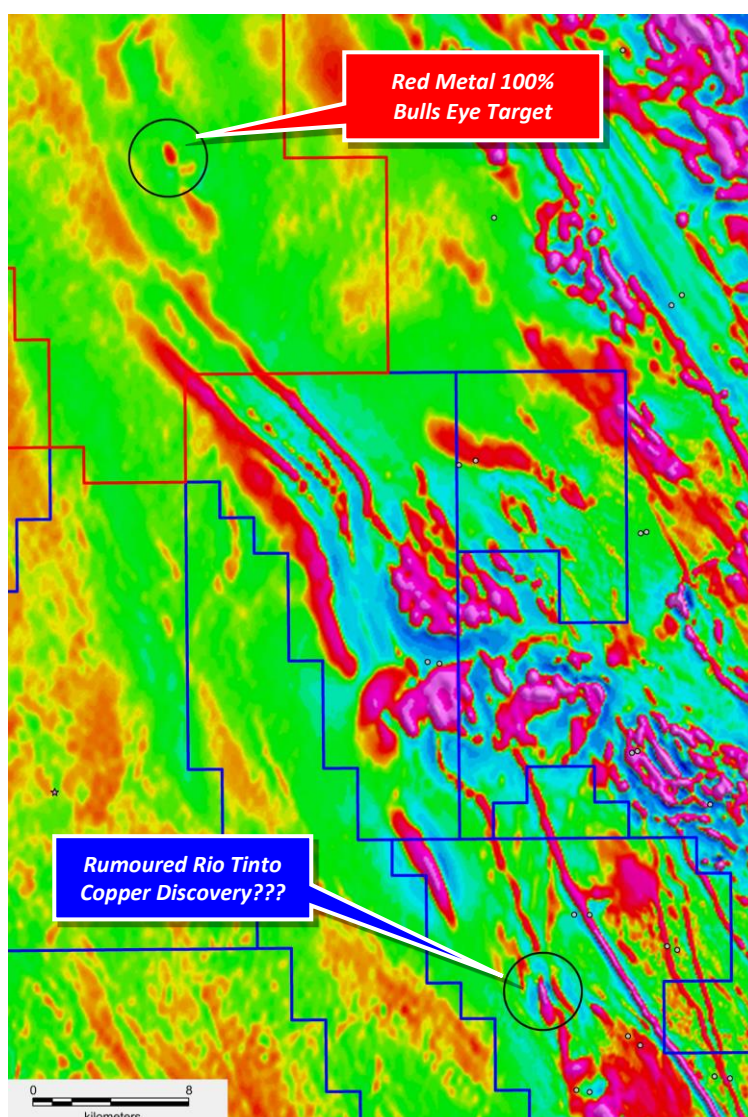 Red Metal 100%
Bulls Eye Target
Rumoured Rio Tinto
Copper Discovery???
0 8
kilometers